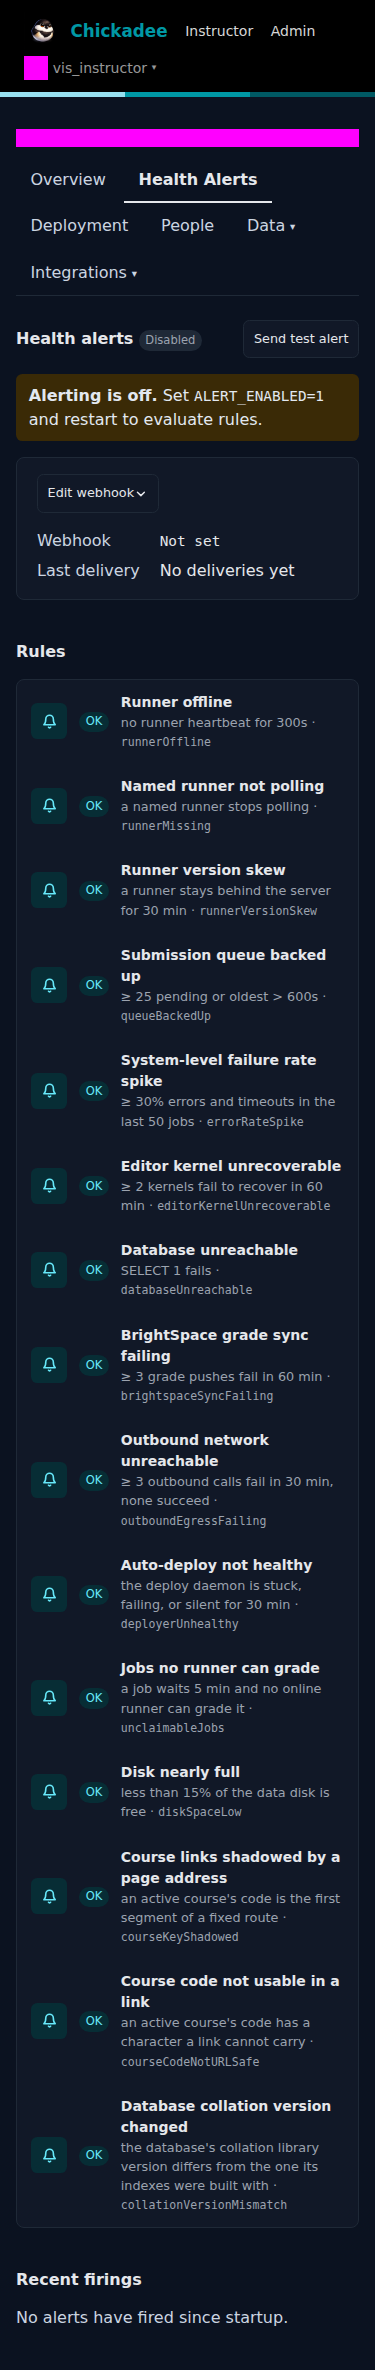 Chickadee Instructor Admin
vis_instructor ▾
Overview Health Alerts
Deployment People Data ▾
Integrations ▾
Health alerts Disabled Send test alert
Alerting is off. Set ALERT_ENABLED=1
and restart to evaluate rules.
Edit webhook
Webhook Not set
Last delivery No deliveries yet
Rules
OK
Runner offline
no runner heartbeat for 300s ·
runnerOffline
OK
Named runner not polling
a named runner stops polling ·
runnerMissing
OK
Runner version skew
a runner stays behind the server
for 30 min · runnerVersionSkew
OK
Submission queue backed
up
≥ 25 pending or oldest > 600s ·
queueBackedUp
OK
System-level failure rate
spike
≥ 30% errors and timeouts in the
last 50 jobs · errorRateSpike
OK
Editor kernel unrecoverable
≥ 2 kernels fail to recover in 60
min · editorKernelUnrecoverable
OK
Database unreachable
SELECT 1 fails ·
databaseUnreachable
OK
BrightSpace grade sync
failing
≥ 3 grade pushes fail in 60 min ·
brightspaceSyncFailing
OK
Outbound network
unreachable
≥ 3 outbound calls fail in 30 min,
none succeed ·
outboundEgressFailing
OK
Auto-deploy not healthy
the deploy daemon is stuck,
failing, or silent for 30 min ·
deployerUnhealthy
OK
Jobs no runner can grade
a job waits 5 min and no online
runner can grade it ·
unclaimableJobs
OK
Disk nearly full
less than 15% of the data disk is
free · diskSpaceLow
OK
Course links shadowed by a
page address
an active course's code is the first
segment of a fixed route ·
courseKeyShadowed
OK
Course code not usable in a
link
an active course's code has a
character a link cannot carry ·
courseCodeNotURLSafe
OK
Database collation version
changed
the database's collation library
version differs from the one its
indexes were built with ·
collationVersionMismatch
Recent firings
No alerts have fired since startup.